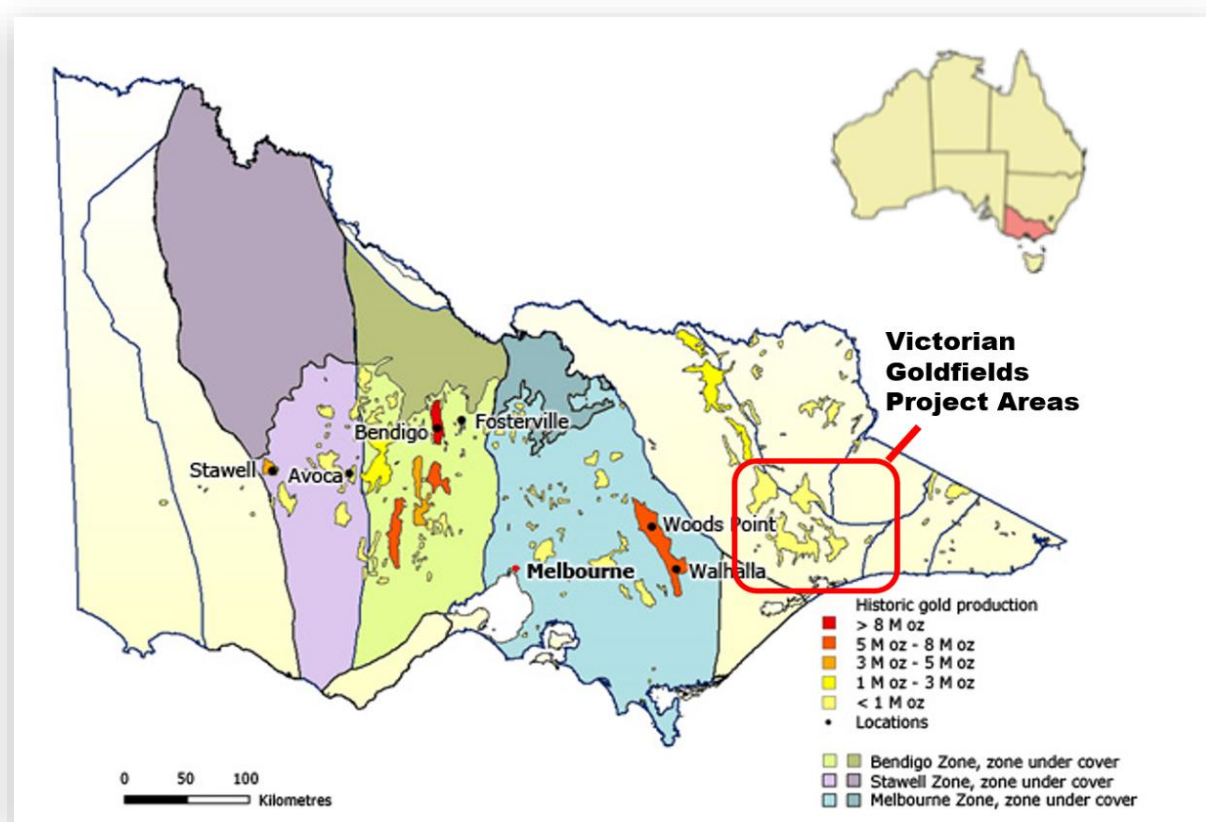 Victorian
Goldfields
Project Areas
Bendigo
Fosterville
Stawell
Avoca
Woods Point
Melbourne
Walhalla
Historic gold production
> 8 M oz
5 M oz - 8 M oz
3 M oz - 5 M oz
1 M oz - 3 M oz
< 1 M oz
Locations
0 50 100
Kilometres
Bendigo Zone, zone under cover
Stawell Zone, zone under cover
Melbourne Zone, zone under cover